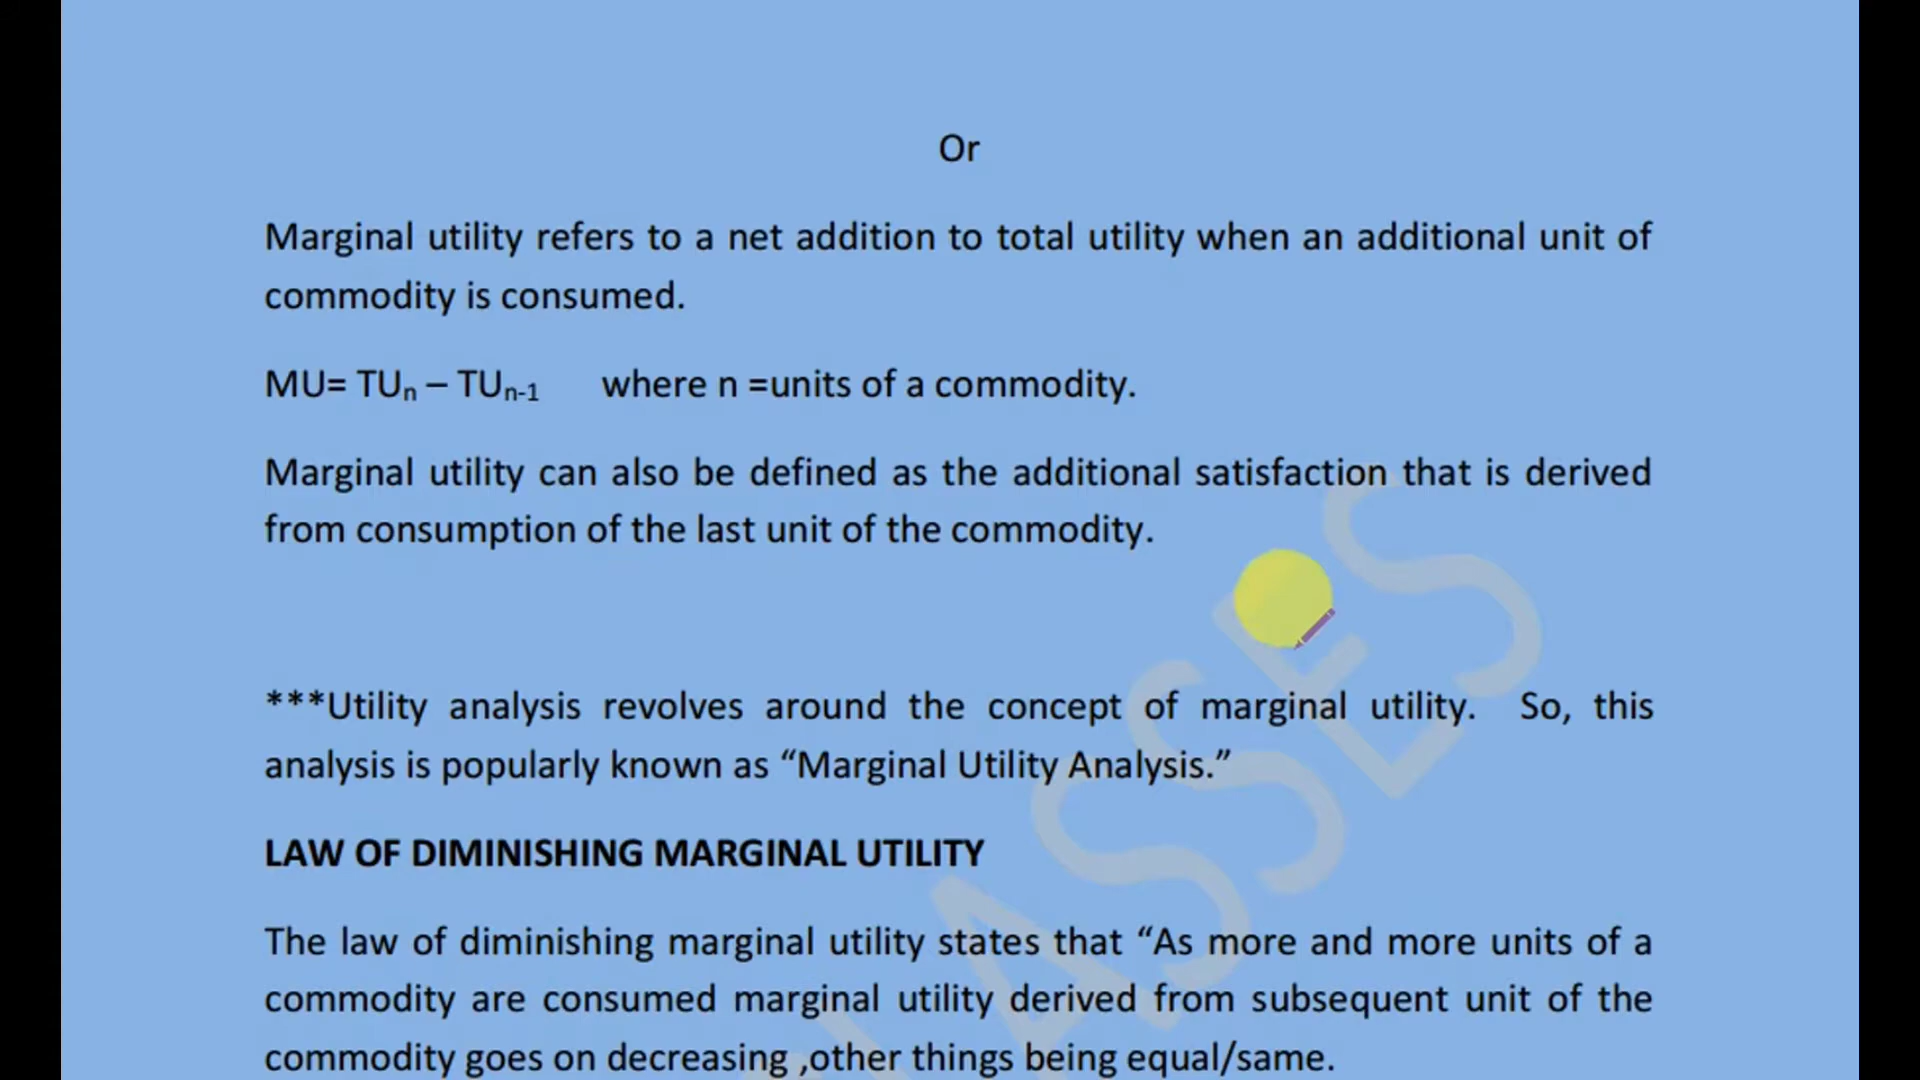 Or
Marginal utility refers to a net addition to total utility when an additional unit of
commodity is consumed.
MU= TUn – TUn-1 where n =units of a commodity.
Marginal utility can also be defined as the additional satisfaction that is derived
from consumption of the last unit of the commodity.
***Utility analysis revolves around the concept of marginal utility. So, this
analysis is popularly known as “Marginal Utility Analysis.”
LAW OF DIMINISHING MARGINAL UTILITY
The law of diminishing marginal utility states that “As more and more units of a
commodity are consumed marginal utility derived from subsequent unit of the
commodity goes on decreasing ,other things being equal/same.